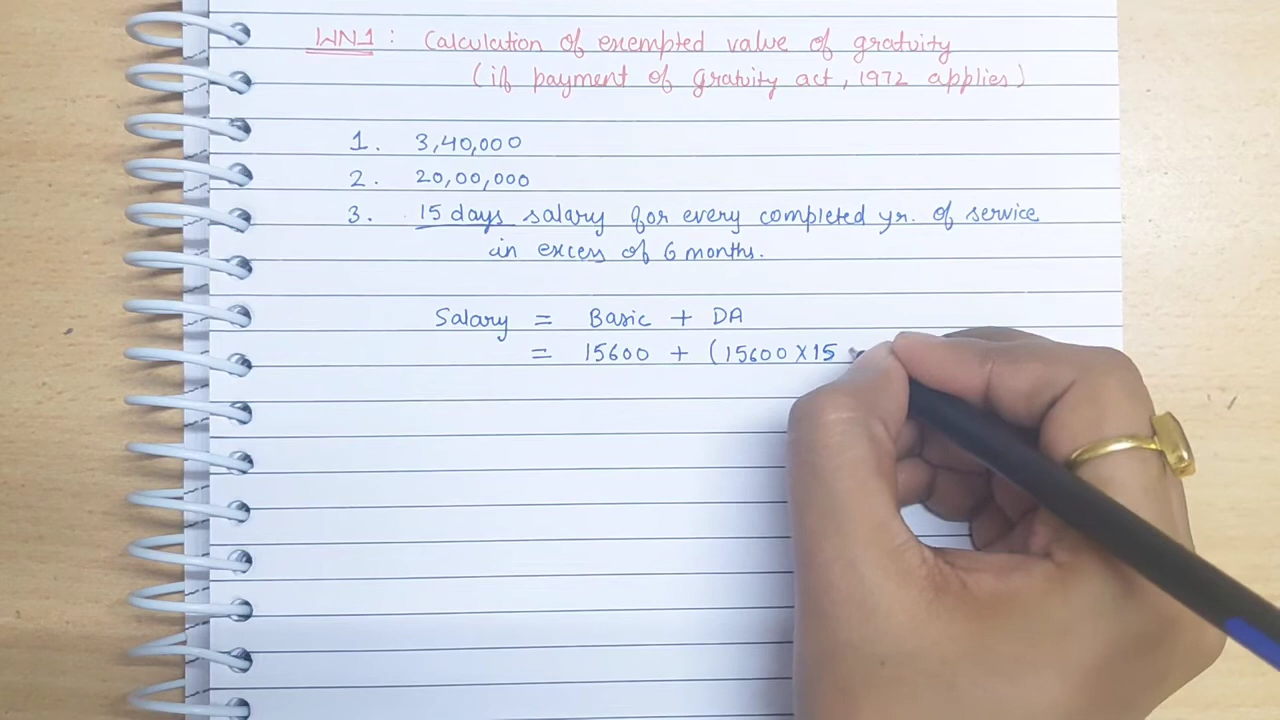 WN1 : Calculation of exempted value of gratuity
(if payment of gratuity act, 1972 applies)
1. 3,40,000
2. 20,00,000
3. 15 days salary for every completed yr. of service
in excess of 6 months.
Salary = Basic + DA
= 15600 + (15600 X 15